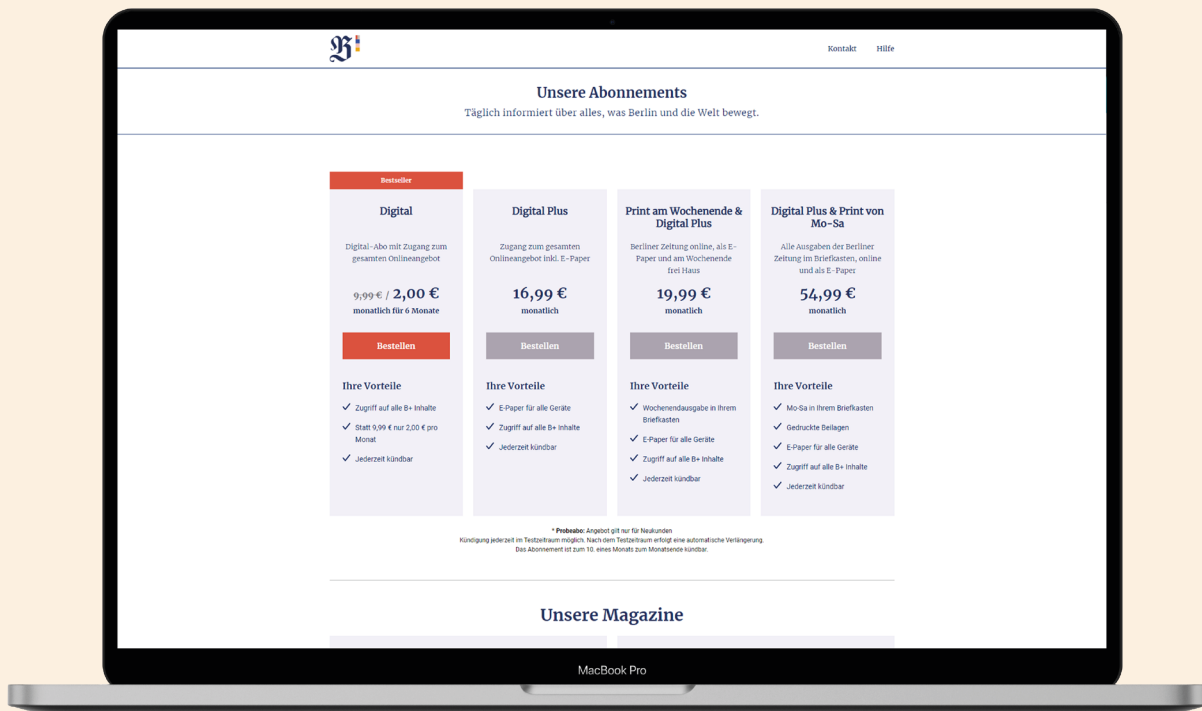 B
Kontakt
Hilfe
Unsere Abonnements
Täglich informiert über alles, was Berlin und die Welt bewegt.
Bestseller
Digital
Digital-Abo mit Zugang zum
gesamten Onlineangebot
9,99 € / 2,00 €
monatlich für 6 Monate
Bestellen
Ihre Vorteile
Zugriff auf alle B+ Inhalte
Statt 9,99 € nur 2,00 € pro
Monat
Jederzeit kündbar
Digital Plus
Zugang zum gesamten
Onlineangebot inkl. E-Paper
16,99 €
monatlich
Bestellen
Ihre Vorteile
E-Paper für alle Geräte
Zugriff auf alle B+ Inhalte
Jederzeit kündbar
Print am Wochenende &
Digital Plus
Berliner Zeitung online, als E-
Paper und am Wochenende
frei Haus
19,99 €
monatlich
Bestellen
Ihre Vorteile
Wochenendausgabe in Ihrem
Briefkasten
E-Paper für alle Geräte
Zugriff auf alle B+ Inhalte
Jederzeit kündbar
Digital Plus & Print von
Mo-Sa
Alle Ausgaben der Berliner
Zeitung im Briefkasten, online
und als E-Paper
54,99 €
monatlich
Bestellen
Ihre Vorteile
Mo-Sa in Ihrem Briefkasten
Gedruckte Beilagen
E-Paper für alle Geräte
Zugriff auf alle B+ Inhalte
Jederzeit kündbar
* Probeabo: Angebot gilt nur für Neukunden
Kündigung jederzeit im Testzeitraum möglich. Nach dem Testzeitraum erfolgt eine automatische Verlängerung.
Das Abonnement ist zum 10. eines Monats zum Monatsende kündbar.
Unsere Magazine
MacBook Pro